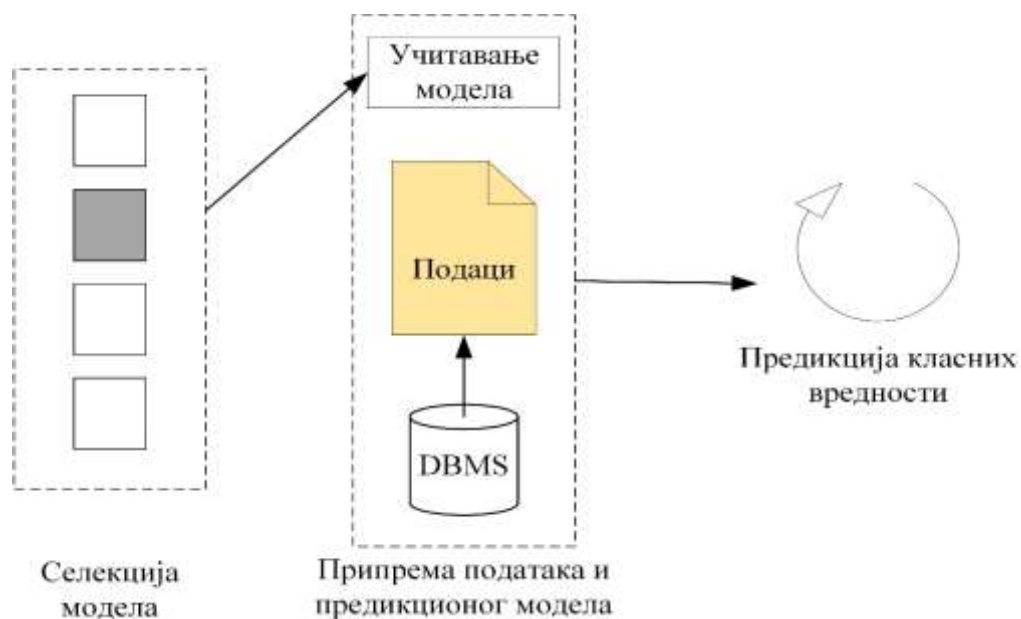 Учитавање
модела
Подаци
DBMS
Предикција класних
вредности
Селекција
модела
Припрема података и
предикционог модела